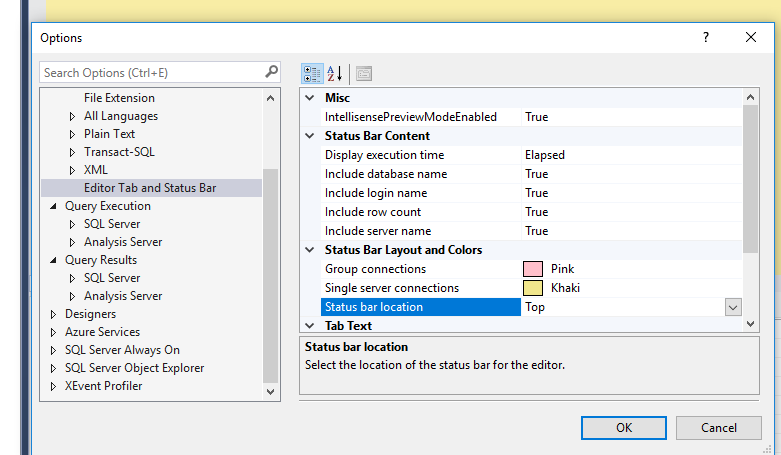 Options
?
Search Options (Ctrl+E)
File Extension
All Languages
Plain Text
Transact-SQL
XML
Editor Tab and Status Bar
Query Execution
SQL Server
Analysis Server
Query Results
SQL Server
Analysis Server
Designers
Azure Services
SQL Server Always On
SQL Server Object Explorer
XEvent Profiler
A Z
Misc
IntellisensePreviewModeEnabled True
Status Bar Content
Display execution time Elapsed
Include database name True
Include login name True
Include row count True
Include server name True
Status Bar Layout and Colors
Group connections Pink
Single server connections Khaki
Status bar location Top
Tab Text
Status bar location
Select the location of the status bar for the editor.
OK Cancel